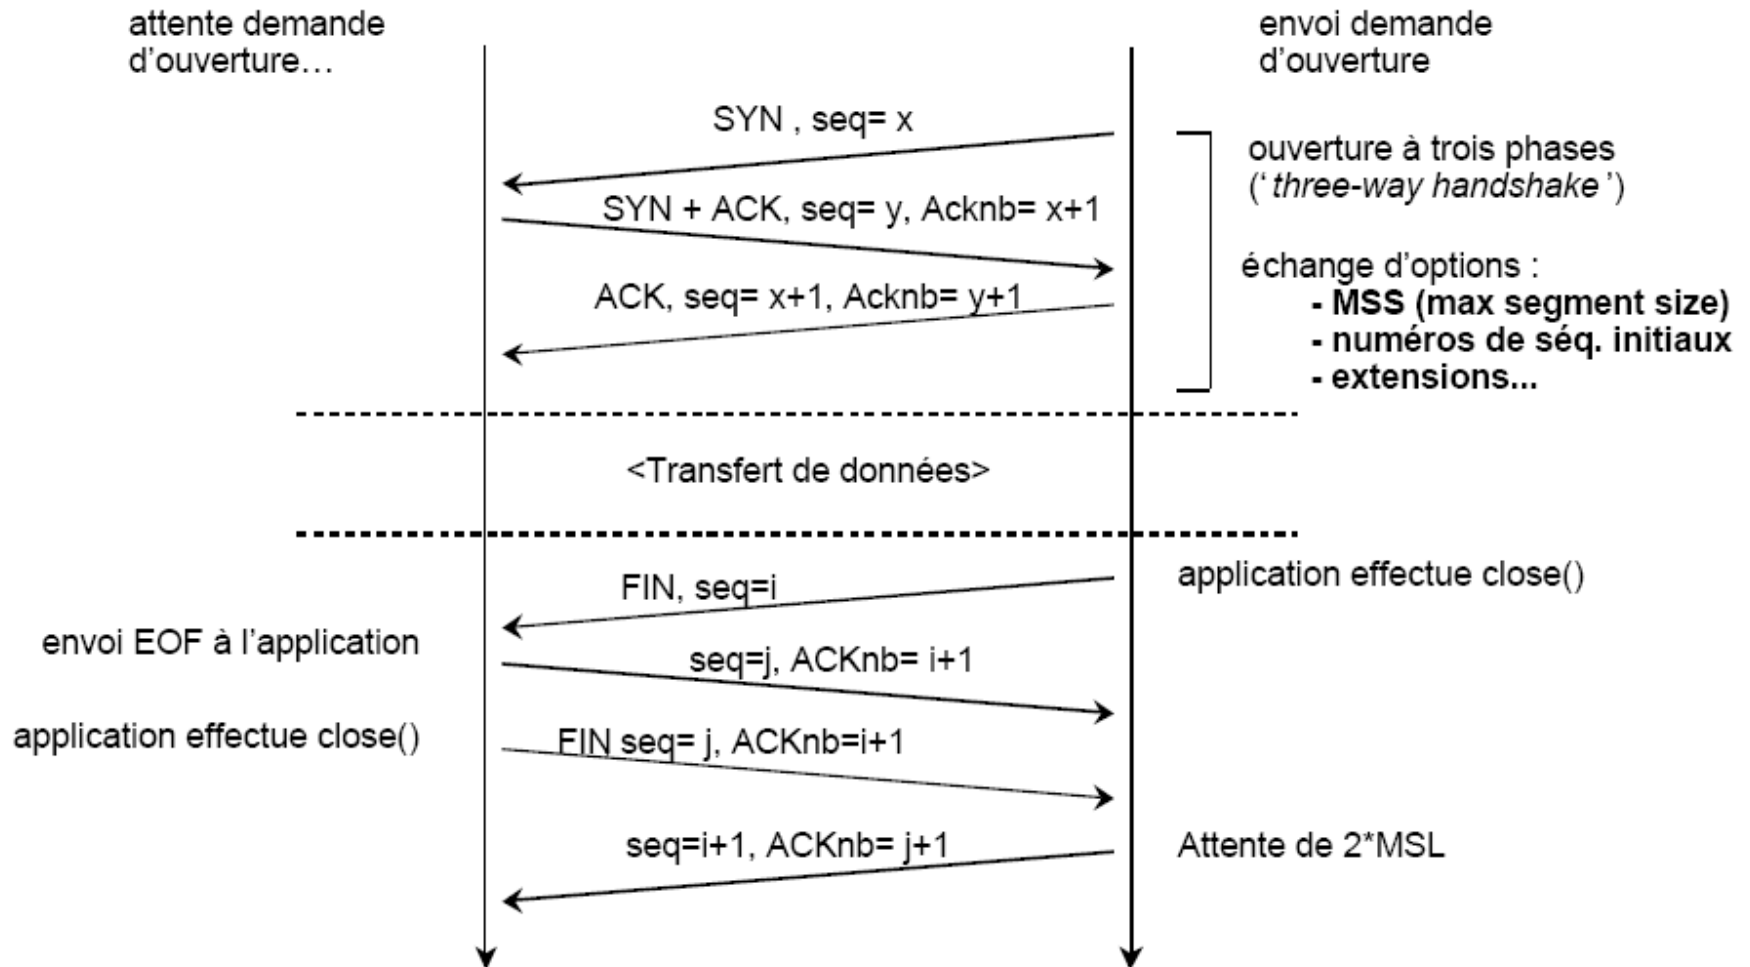 attente demande
d'ouverture…
envoi demande
d'ouverture
SYN , seq= x
ouverture à trois phases
(‘ three-way handshake ’)
SYN + ACK, seq= y, Acknb= x+1
échange d'options :
- MSS (max segment size)
ACK, seq= x+1, Acknb= y+1
- numéros de séq. initiaux
- extensions...
<Transfert de données>
FIN, seq=i
application effectue close()
envoi EOF à l'application
seq=j, ACKnb= i+1
application effectue close()
FIN seq= j, ACKnb=i+1
seq=i+1, ACKnb= j+1
Attente de 2*MSL